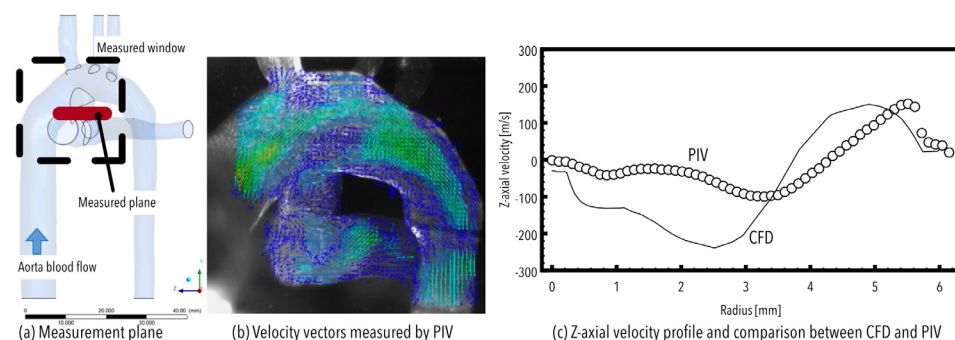 Measured window
Measured plane
Aorta blood flow
Y
Z
0
20.000
40.00 (mm)
10.000
30.000
(a) Measurement plane
(b) Velocity vectors measured by PIV
Z-axial velocity [m/s]
300
200
100
0
-100
-200
-300
PIV
CFD
0
1
2
3
4
5
6
Radius [mm]
(c) Z-axial velocity profile and comparison between CFD and PIV